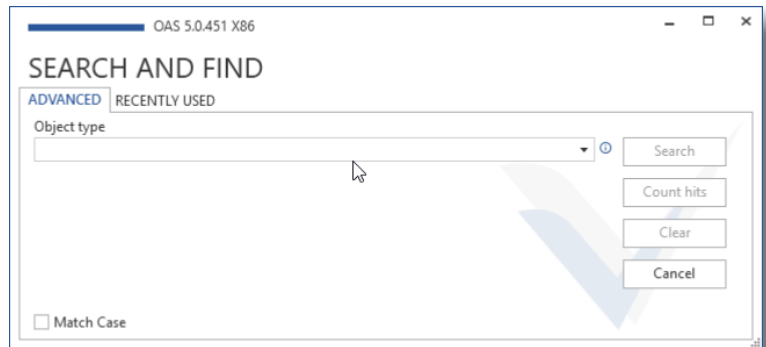 OAS 5.0.451 X86
SEARCH AND FIND
ADVANCED RECENTLY USED
Object type
Search
Count hits
Clear
Cancel
Match Case